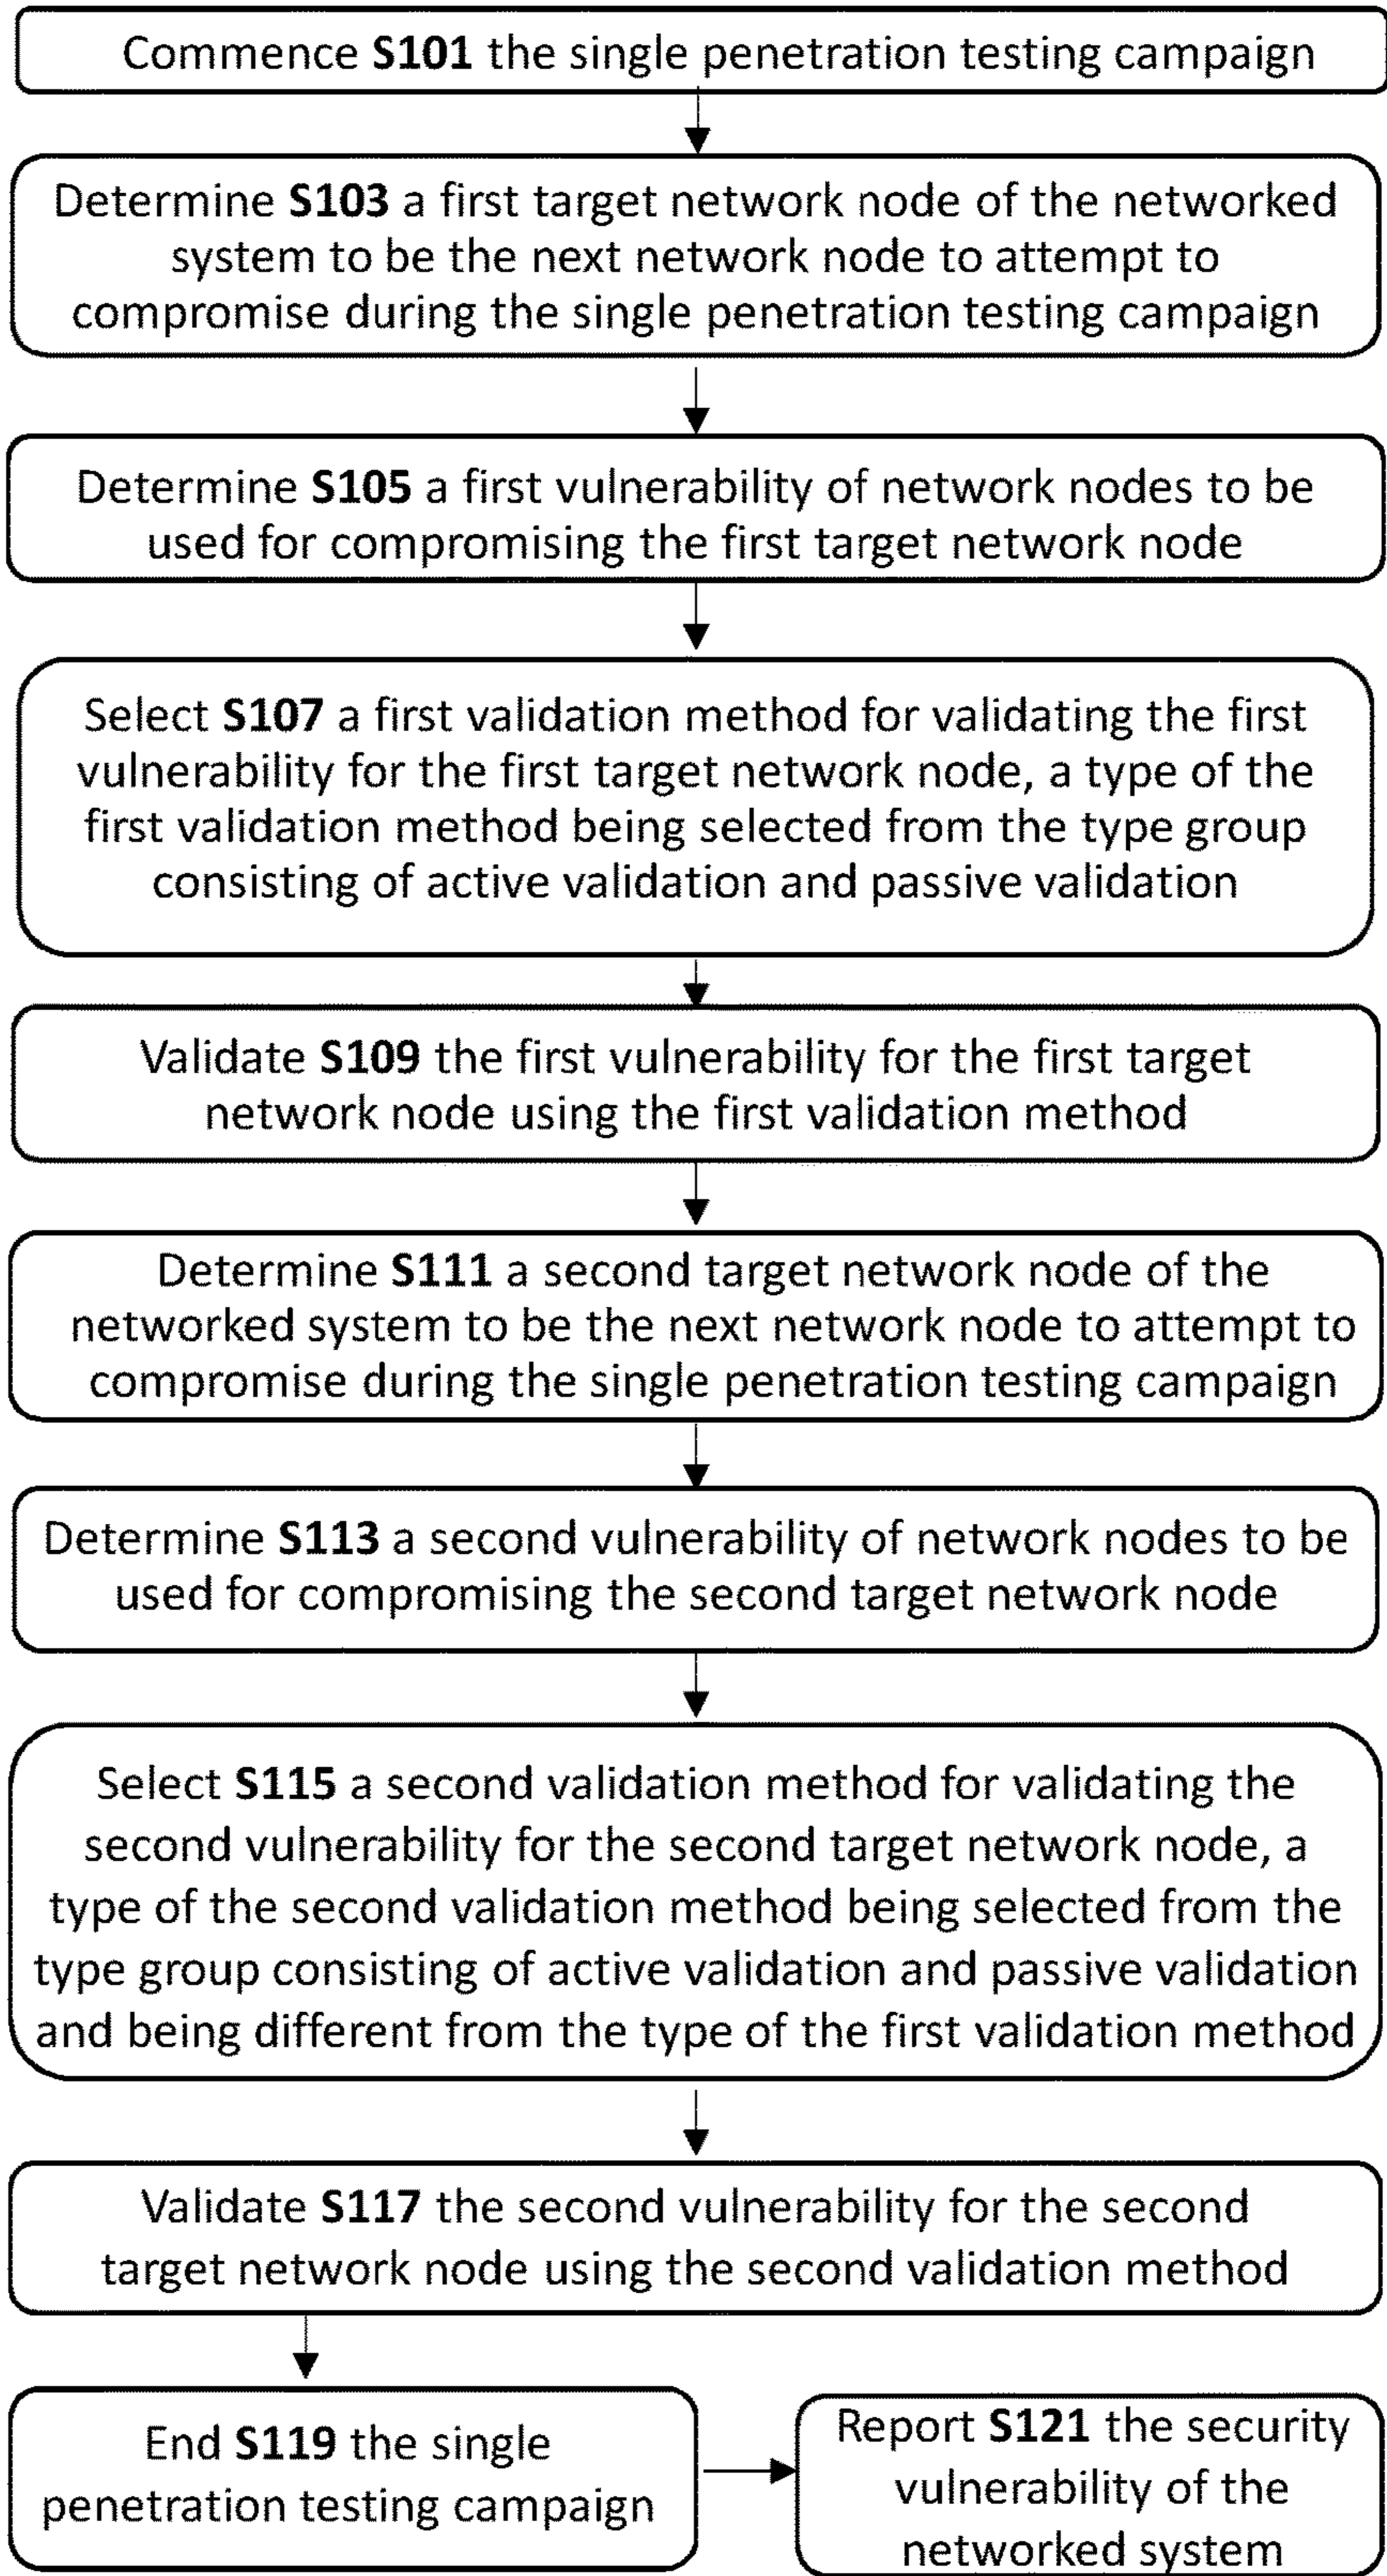 Commence S101 the single penetration testing campaign
Determine S103 a first target network node of the networked
system to be the next network node to attempt to
compromise during the single penetration testing campaign
Determine S105 a first vulnerability of network nodes to be
used for compromising the first target network node
Select S107 a first validation method for validating the first
vulnerability for the first target network node, a type of the
first validation method being selected from the type group
consisting of active validation and passive validation
Validate S109 the first vulnerability for the first target
network node using the first validation method
Determine S111 a second target network node of the
networked system to be the next network node to attempt to
compromise during the single penetration testing campaign
Determine S113 a second vulnerability of network nodes to be
used for compromising the second target network node
Select S115 a second validation method for validating the
second vulnerability for the second target network node, a
type of the second validation method being selected from the
type group consisting of active validation and passive validation
and being different from the type of the first validation method
Validate S117 the second vulnerability for the second
target network node using the second validation method
End S119 the single
penetration testing campaign
Report S121 the security
vulnerability of the
networked system